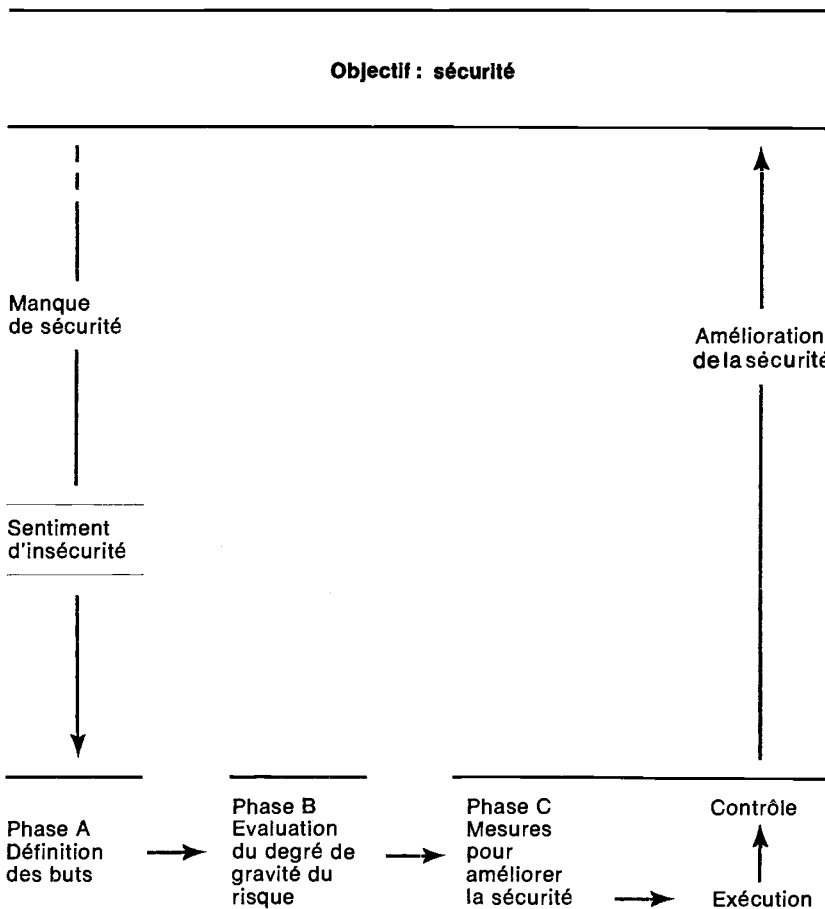 Objectif : sécurité
Manque
de sécurité
Amélioration
de la sécurité
Sentiment
d'insécurité
Phase A
Définition
des buts
Phase B
Evaluation
du degré de
gravité du
risque
Phase C
Mesures
pour
améliorer
la sécurité
Contrôle
Exécution